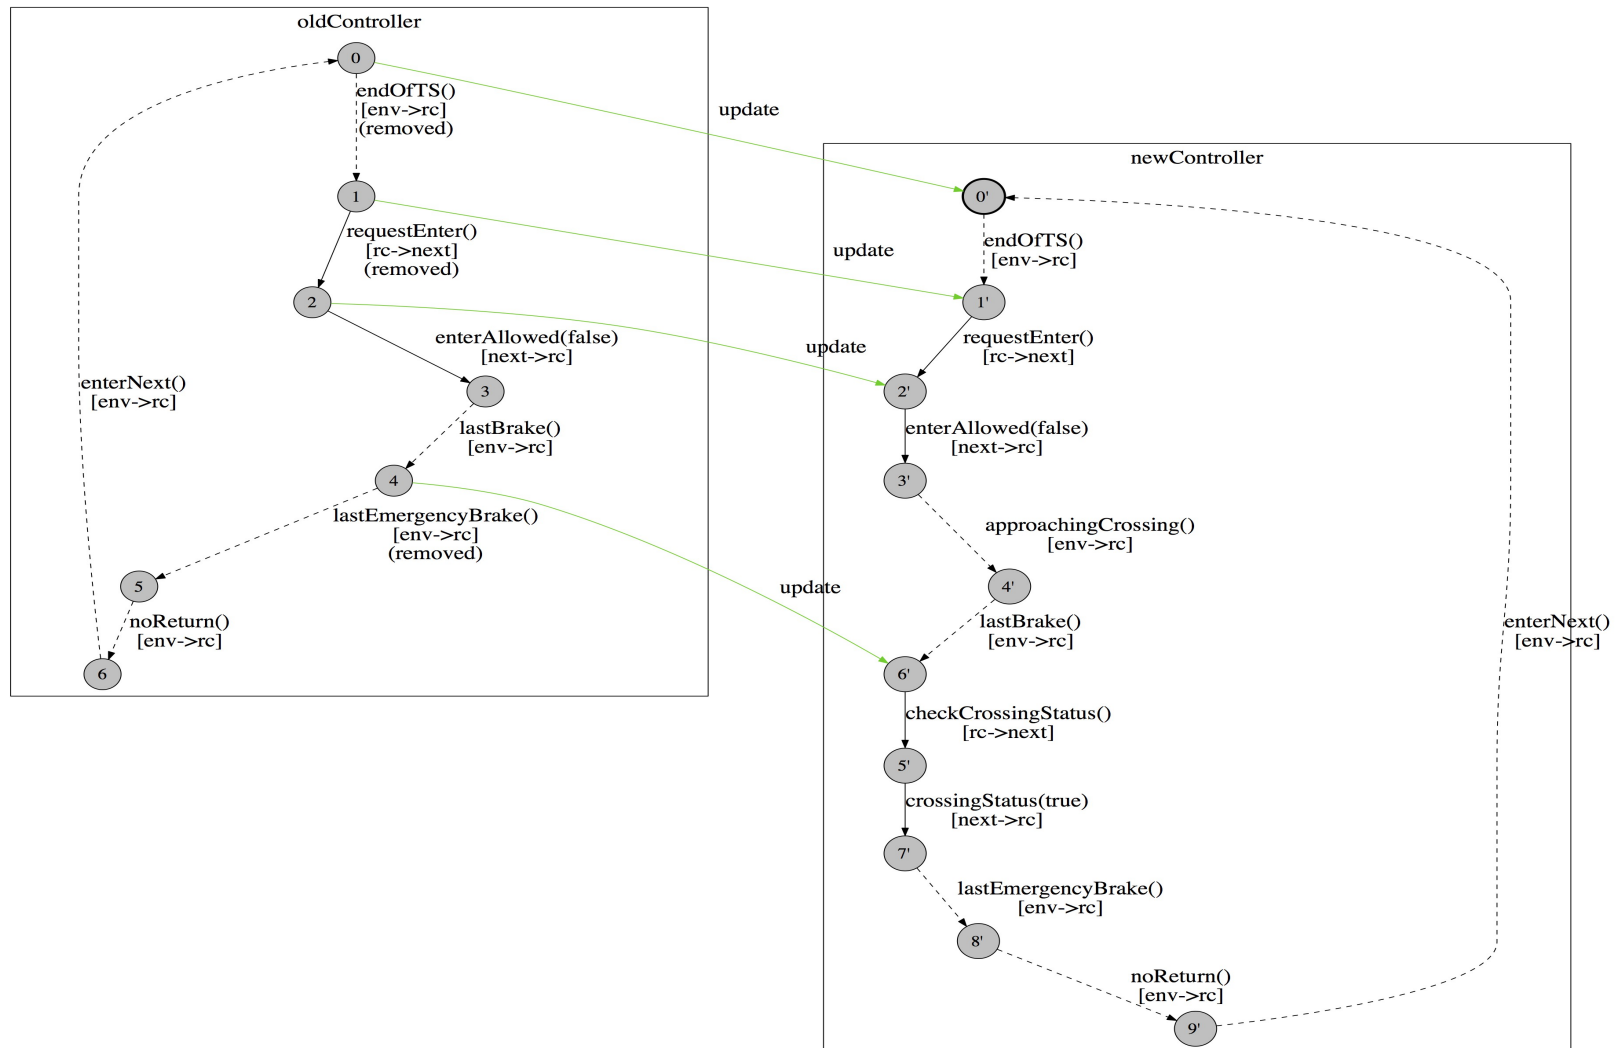 oldController
0
endOfTS()
[env->rc]
(removed)
update
newController
1
0'
requestEnter()
[rc->next]
(removed)
update
endOfTS()
[env->rc]
2
1'
enterAllowed(false)
[next->rc]
update
requestEnter()
[rc->next]
enterNext()
[env->rc]
3
2'
lastBrake()
[env->rc]
enterAllowed(false)
[next->rc]
4
3'
lastEmergencyBrake()
[env->rc]
(removed)
approachingCrossing()
[env->rc]
5
update
4'
noReturn()
[env->rc]
lastBrake()
[env->rc]
enterNext()
[env->rc]
6
6'
checkCrossingStatus()
[rc->next]
5'
crossingStatus(true)
[next->rc]
7'
lastEmergencyBrake()
[env->rc]
8'
noReturn()
[env->rc]
9'